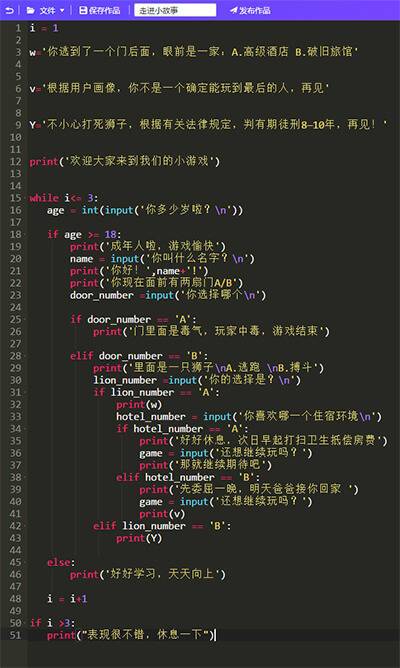 文件 保存作品 走进小故事 发布作品
1 i = 1
2
3 w='你逃到了一个门后面，眼前是一家：A.高级酒店 B.破旧旅馆'
4
5
6 v='根据用户画像，你不是一个确定能玩到最后的人，再见'
7
8
9 Y='不小心打死狮子，根据有关法律规定，判有期徒刑8—10年，再见！'
10
11
12 print('欢迎大家来到我们的小游戏')
13
14
15 while i<= 3:
16 age = int(input('你多少岁啦？\n'))
17
18 if age >= 18:
19 print('成年人啦，游戏愉快')
20 name = input('你叫什么名字？\n')
21 print('你好！',name+'!')
22 print('你现在面前有两扇门A/B')
23 door_number =input('你选择哪个\n')
24
25 if door_number == 'A':
26 print('门里面是毒气，玩家中毒，游戏结束')
27
28 elif door_number == 'B':
29 print('里面是一只狮子\nA.逃跑 \nB.搏斗')
30 lion_number =input('你的选择是？\n')
31 if lion_number == 'A':
32 print(w)
33 hotel_number = input('你喜欢哪一个住宿环境\n')
34 if hotel_number == 'A':
35 print('好好休息，次日早起打扫卫生抵偿房费')
36 game = input('还想继续玩吗？')
37 print('那就继续期待吧')
38 elif hotel_number == 'B':
39 print('先委屈一晚，明天爸爸接你回家 ')
40 game = input('还想继续玩吗？')
41 print(v)
42 elif lion_number == 'B':
43 print(Y)
44
45 else:
46 print('好好学习，天天向上')
47
48 i = i+1
49
50 if i >3:
51 print("表现很不错，休息一下")